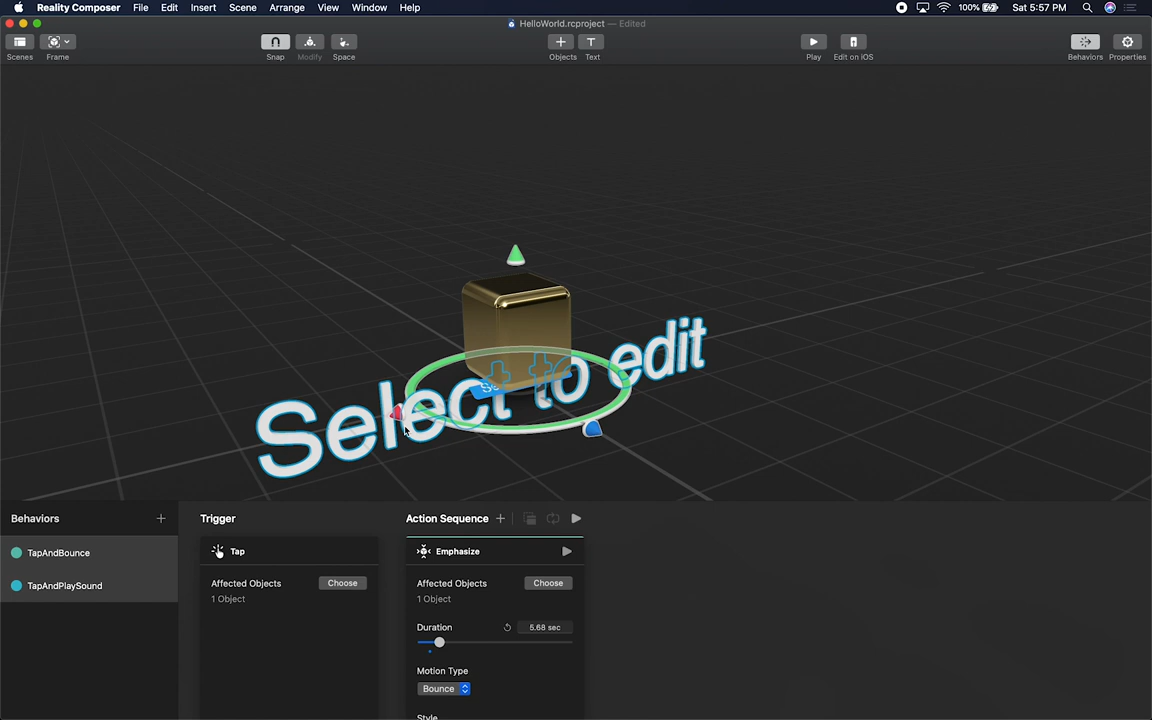 Reality Composer File Edit Insert Scene Arrange View Window Help 100% Sat 5:57 PM
HelloWorld.rcproject — Edited
Scenes Frame Snap Modify Space Objects Text Play Edit on iOS Behaviors Properties
Select to edit
Behaviors Trigger Action Sequence
TapAndBounce Tap Emphasize
TapAndPlaySound Affected Objects Choose Affected Objects Choose
1 Object 1 Object
Duration 5.68 sec
Motion Type
Bounce
Style